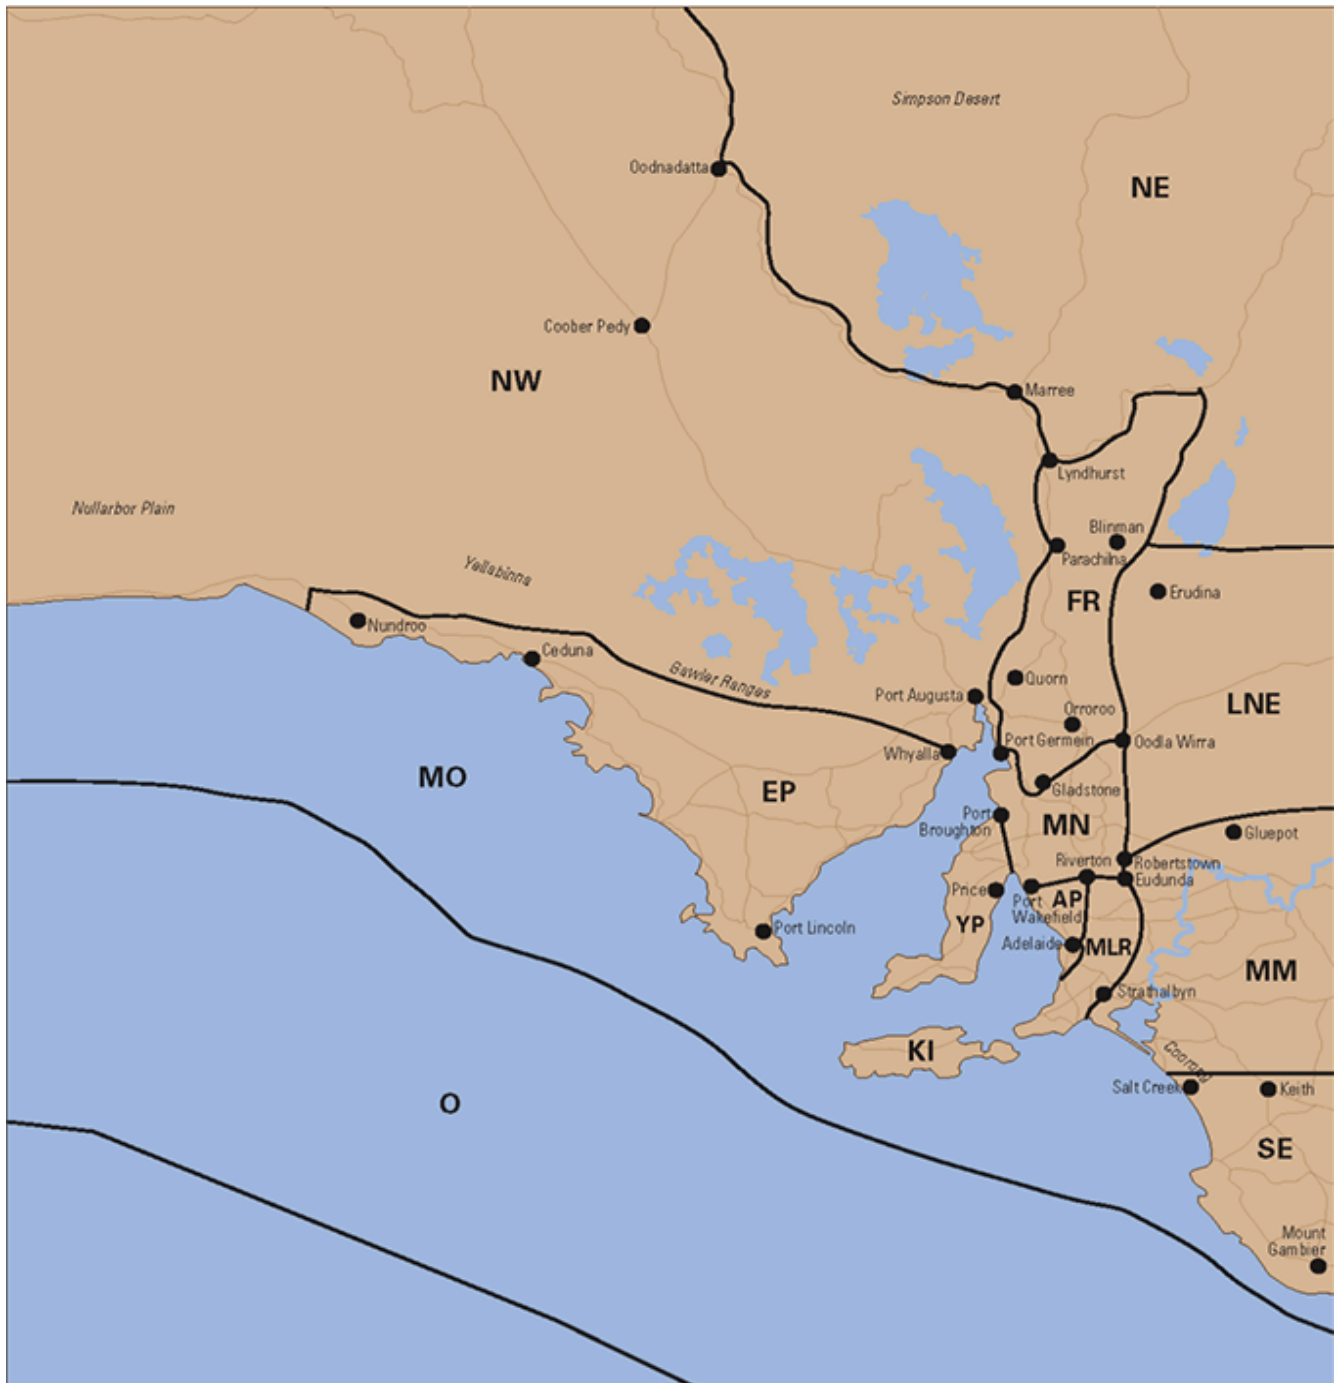 Simpson Desert
Oodnadatta
NE
Coober Pedy
NW
Marree
Lyndhurst
Nullarbor Plain
Blinman
Parachilna
Yallabinna
Erudina
FR
Nundroo
Ceduna
Gawler Ranges
Quorn
Port Augusta
LNE
Orroroo
Port Germein
Oodla Wirra
Whyalla
MO
EP
Gladstone
Port
Broughton
MN
Gluepot
Riverton
Robertstown
Eudunda
Price
AP
Port
Wakefield
YP
Port Lincoln
Adelaide
MLR
MM
Strathalbyn
KI
Coorong
Salt Creek
Keith
O
SE
Mount
Gambier